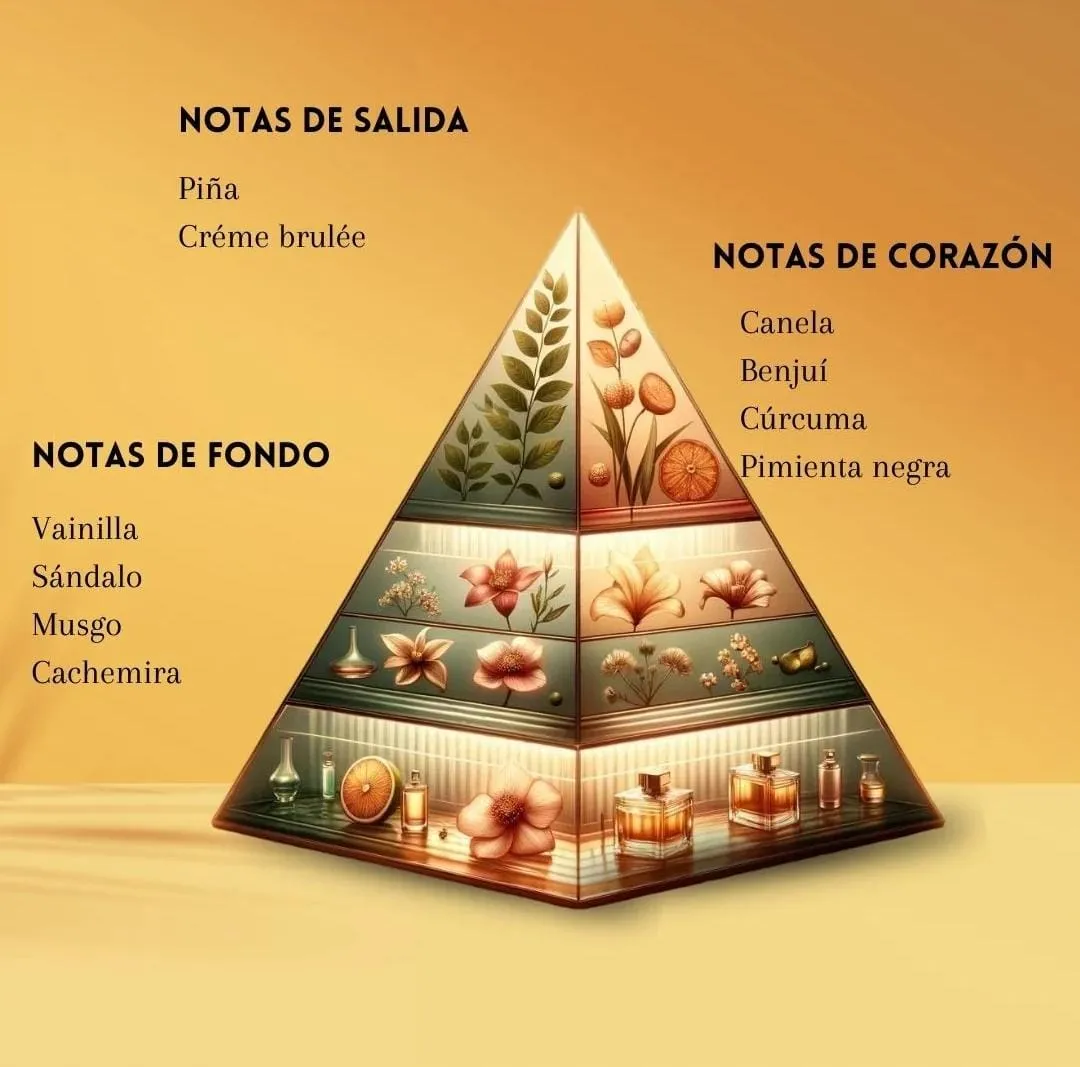 NOTAS DE SALIDA
Piña
Créme brulée
NOTAS DE CORAZÓN
Canela
Benjuí
Cúrcuma
Pimienta negra
NOTAS DE FONDO
Vainilla
Sándalo
Musgo
Cachemira